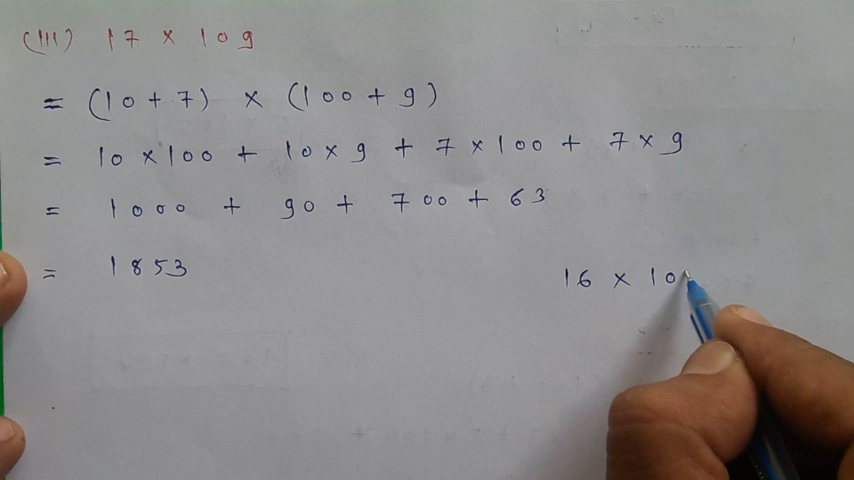 (III) 17 × 109
= (10 + 7) × (100 + 9)
= 10 × 100 + 10 × 9 + 7 × 100 + 7 × 9
= 1000 + 90 + 700 + 63
= 1853
16 × 10